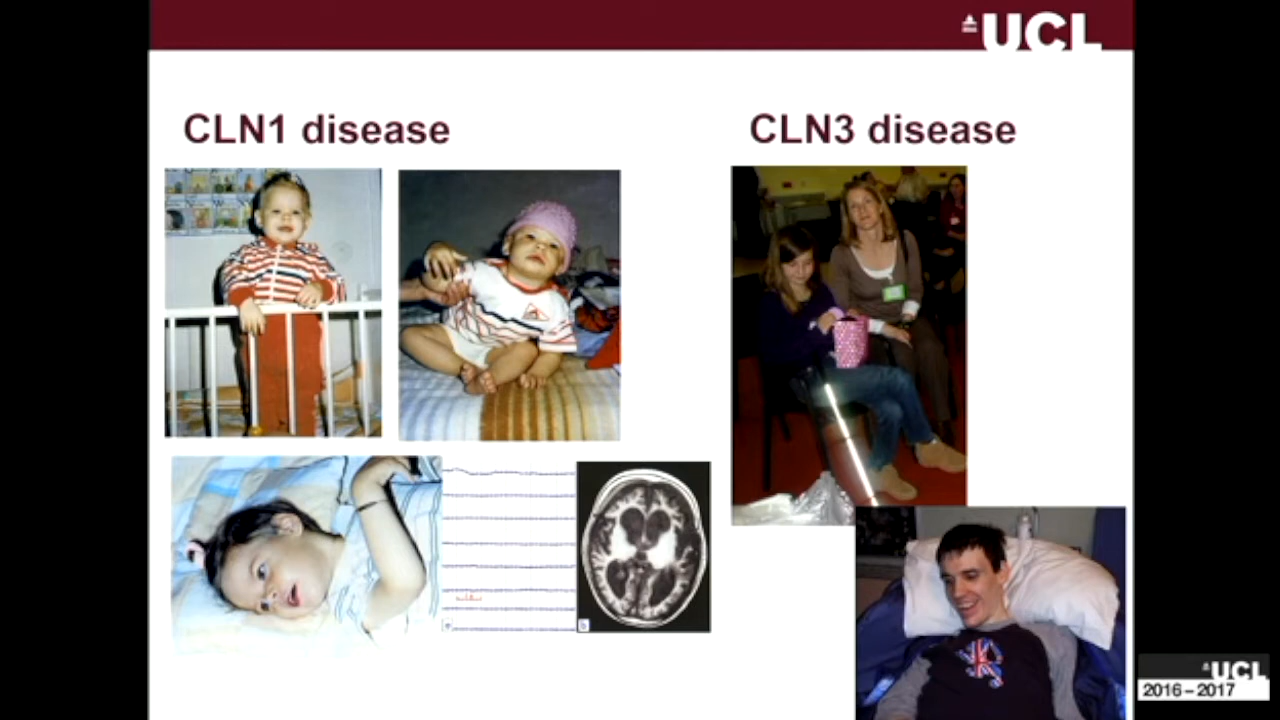 UCL
CLN1 disease
CLN3 disease
a
b
UCL
2016 – 2017